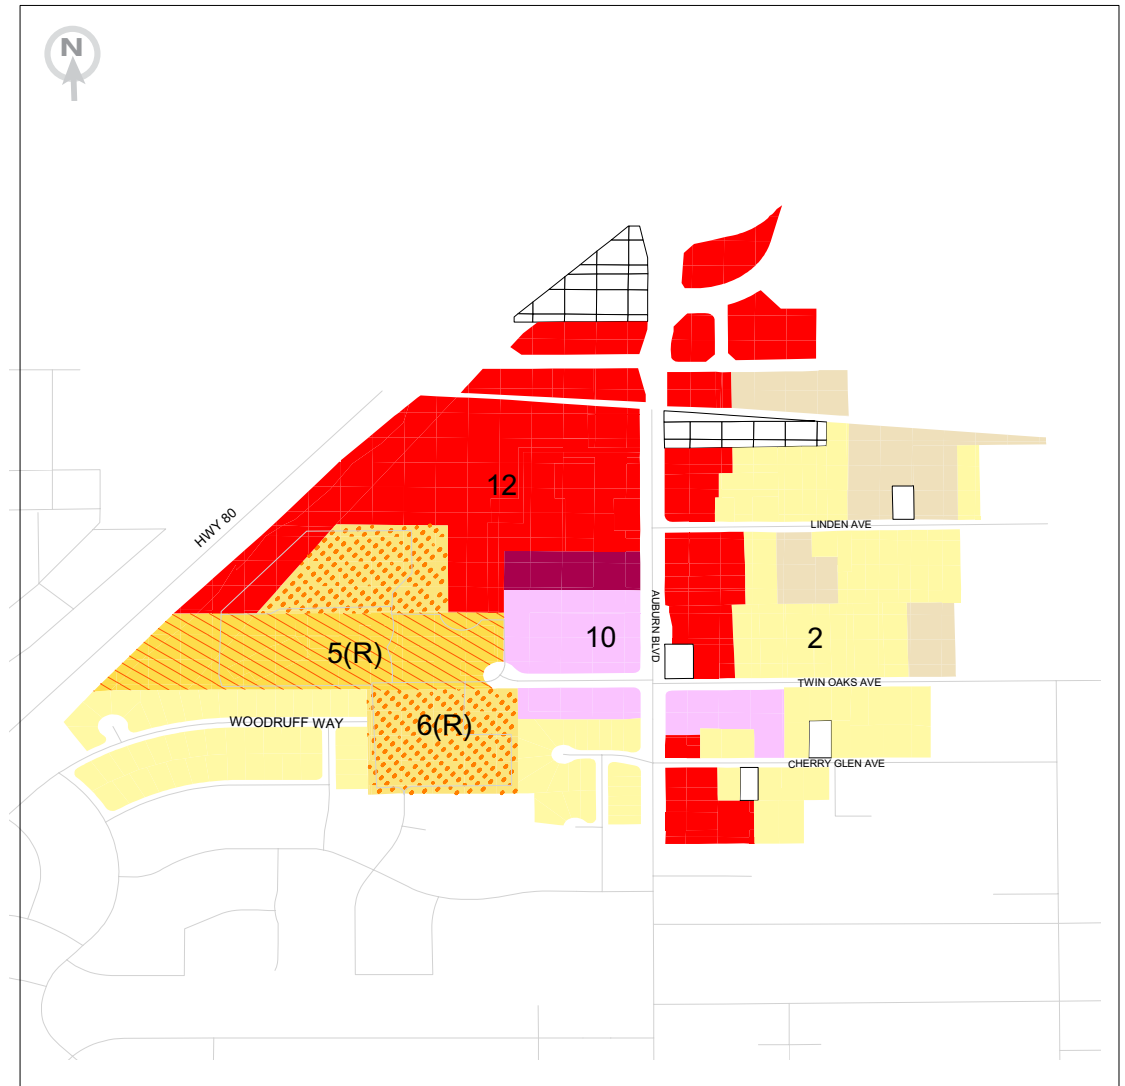 N
12
HWY 80
LINDEN AVE
AUBURN BLVD
10
2
5(R)
TWIN OAKS AVE
WOODRUFF WAY
6(R)
CHERRY GLEN AVE